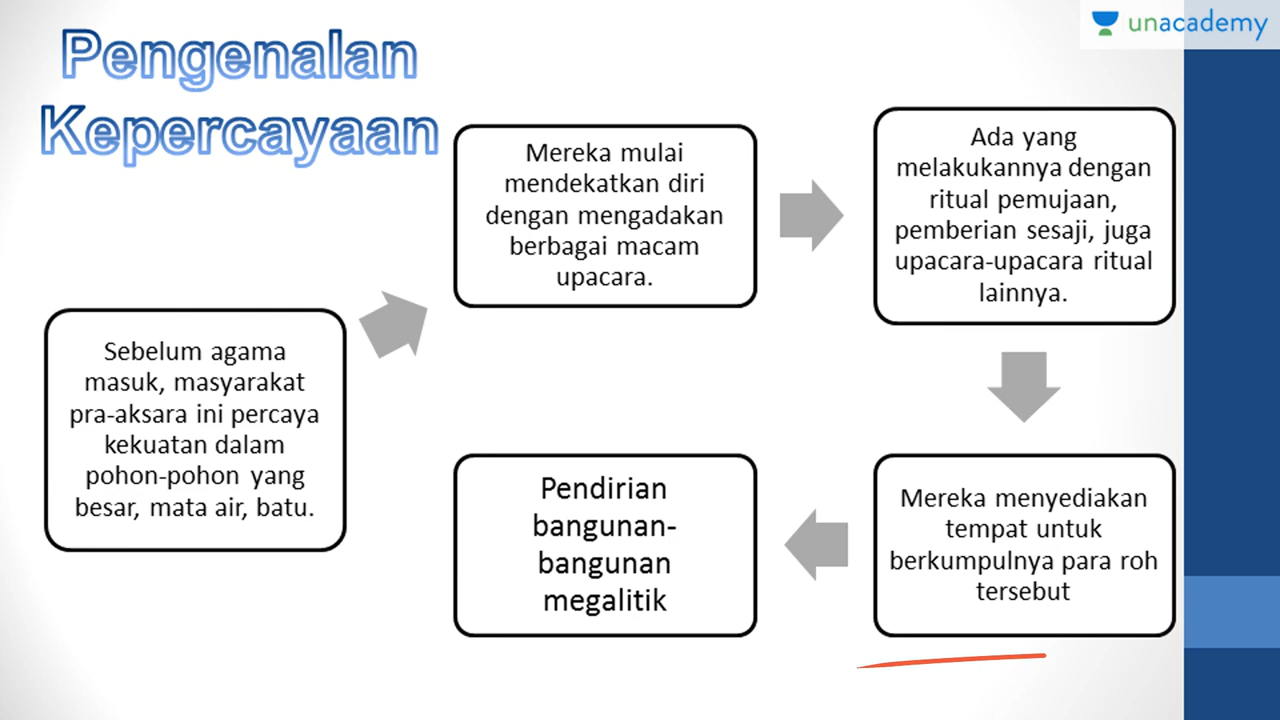 Pengenalan
Kepercayaan
unacademy
Sebelum agama
masuk, masyarakat
pra-aksara ini percaya
kekuatan dalam
pohon-pohon yang
besar, mata air, batu.
Mereka mulai
mendekatkan diri
dengan mengadakan
berbagai macam
upacara.
Ada yang
melakukannya dengan
ritual pemujaan,
pemberian sesaji, juga
upacara-upacara ritual
lainnya.
Mereka menyediakan
tempat untuk
berkumpulnya para roh
tersebut
Pendirian
bangunan-
bangunan
megalitik